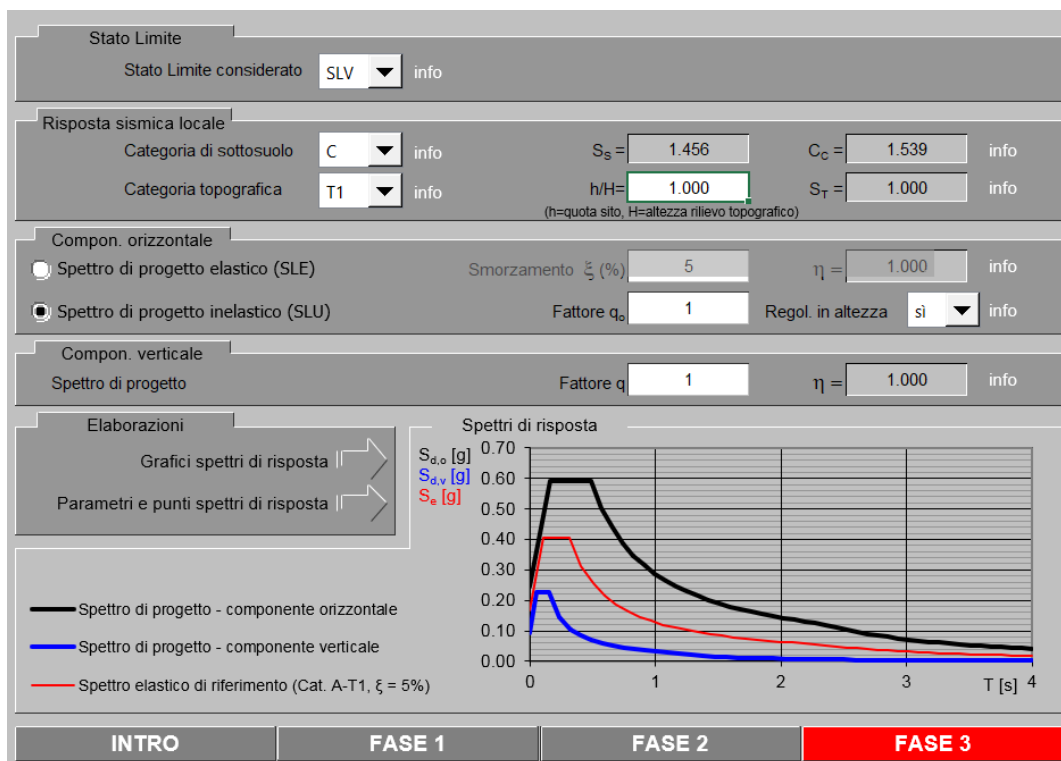 Stato Limite
Stato Limite considerato SLV info
Risposta sismica locale
Categoria di sottosuolo C info S_S = 1.456 C_C = 1.539 info
Categoria topografica T1 info h/H= 1.000 S_T = 1.000 info
(h=quota sito, H=altezza rilievo topografico)
Compon. orizzontale
Spettro di progetto elastico (SLE) Smorzamento ξ (%) 5 η = 1.000 info
Spettro di progetto inelastico (SLU) Fattore q_o 1 Regol. in altezza sì info
Compon. verticale
Spettro di progetto Fattore q 1 η = 1.000 info
Elaborazioni
Grafici spettri di risposta
Parametri e punti spettri di risposta
Spettri di risposta
S_d,o [g]
S_d,v [g]
S_e [g]
0.70
0.60
0.50
0.40
0.30
0.20
0.10
0.00
0 1 2 3 T [s] 4
Spettro di progetto - componente orizzontale
Spettro di progetto - componente verticale
Spettro elastico di riferimento (Cat. A-T1, ξ = 5%)
INTRO FASE 1 FASE 2 FASE 3